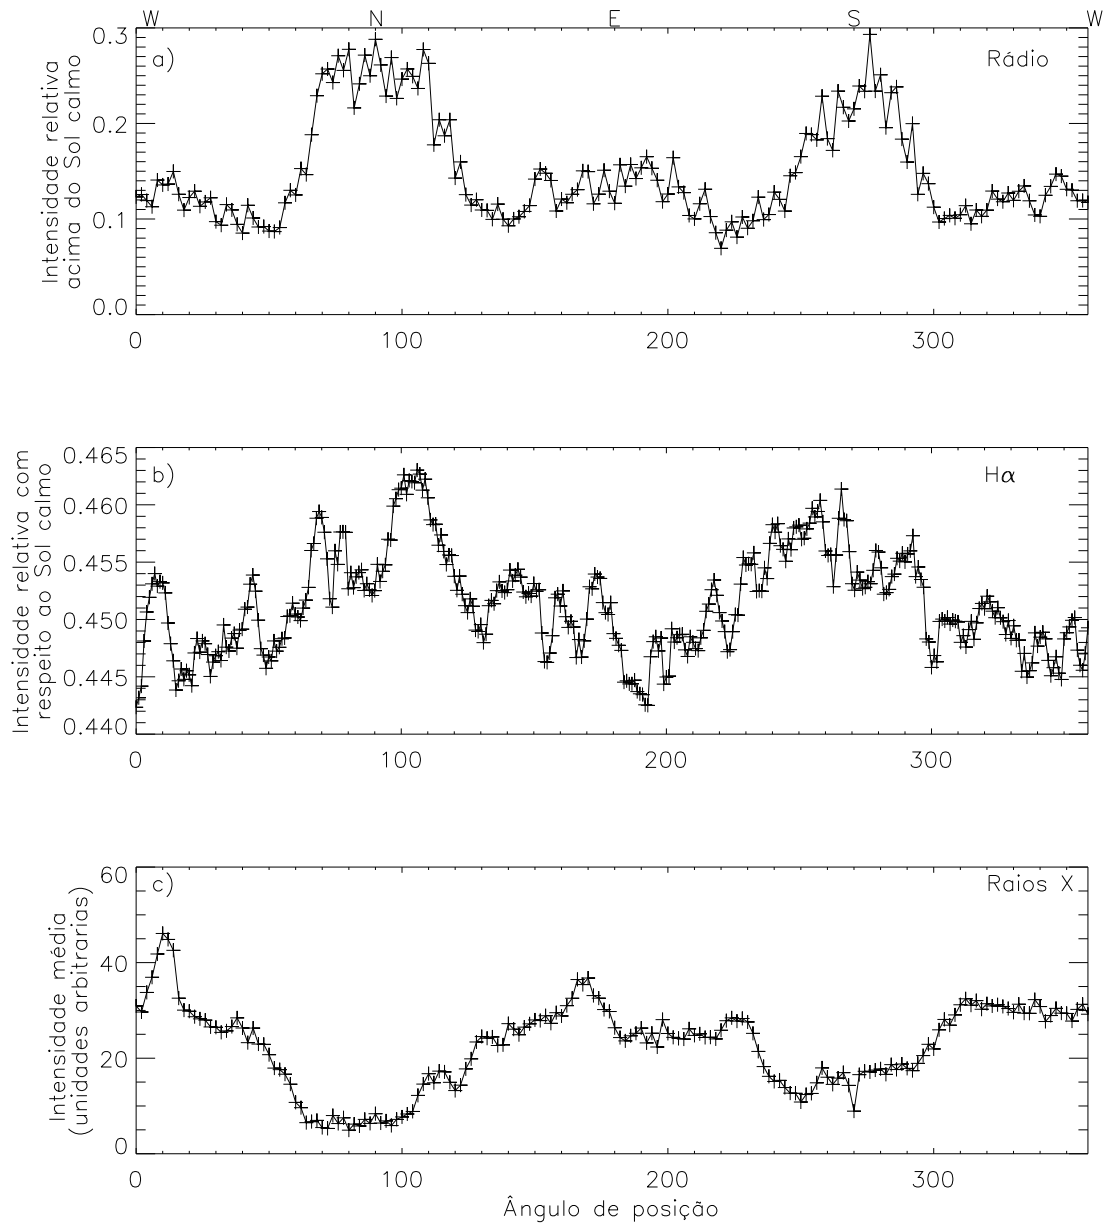 W N E S W
a) Rádio
Intensidade relativa
acima do Sol calmo
0.3
0.2
0.1
0.0
0 100 200 300
b) Hα
Intensidade relativa com
respeito ao Sol calmo
0.465
0.460
0.455
0.450
0.445
0.440
0 100 200 300
c) Raios X
Intensidade média
(unidades arbitrarias)
60
40
20
0
0 100 200 300
Ângulo de posição